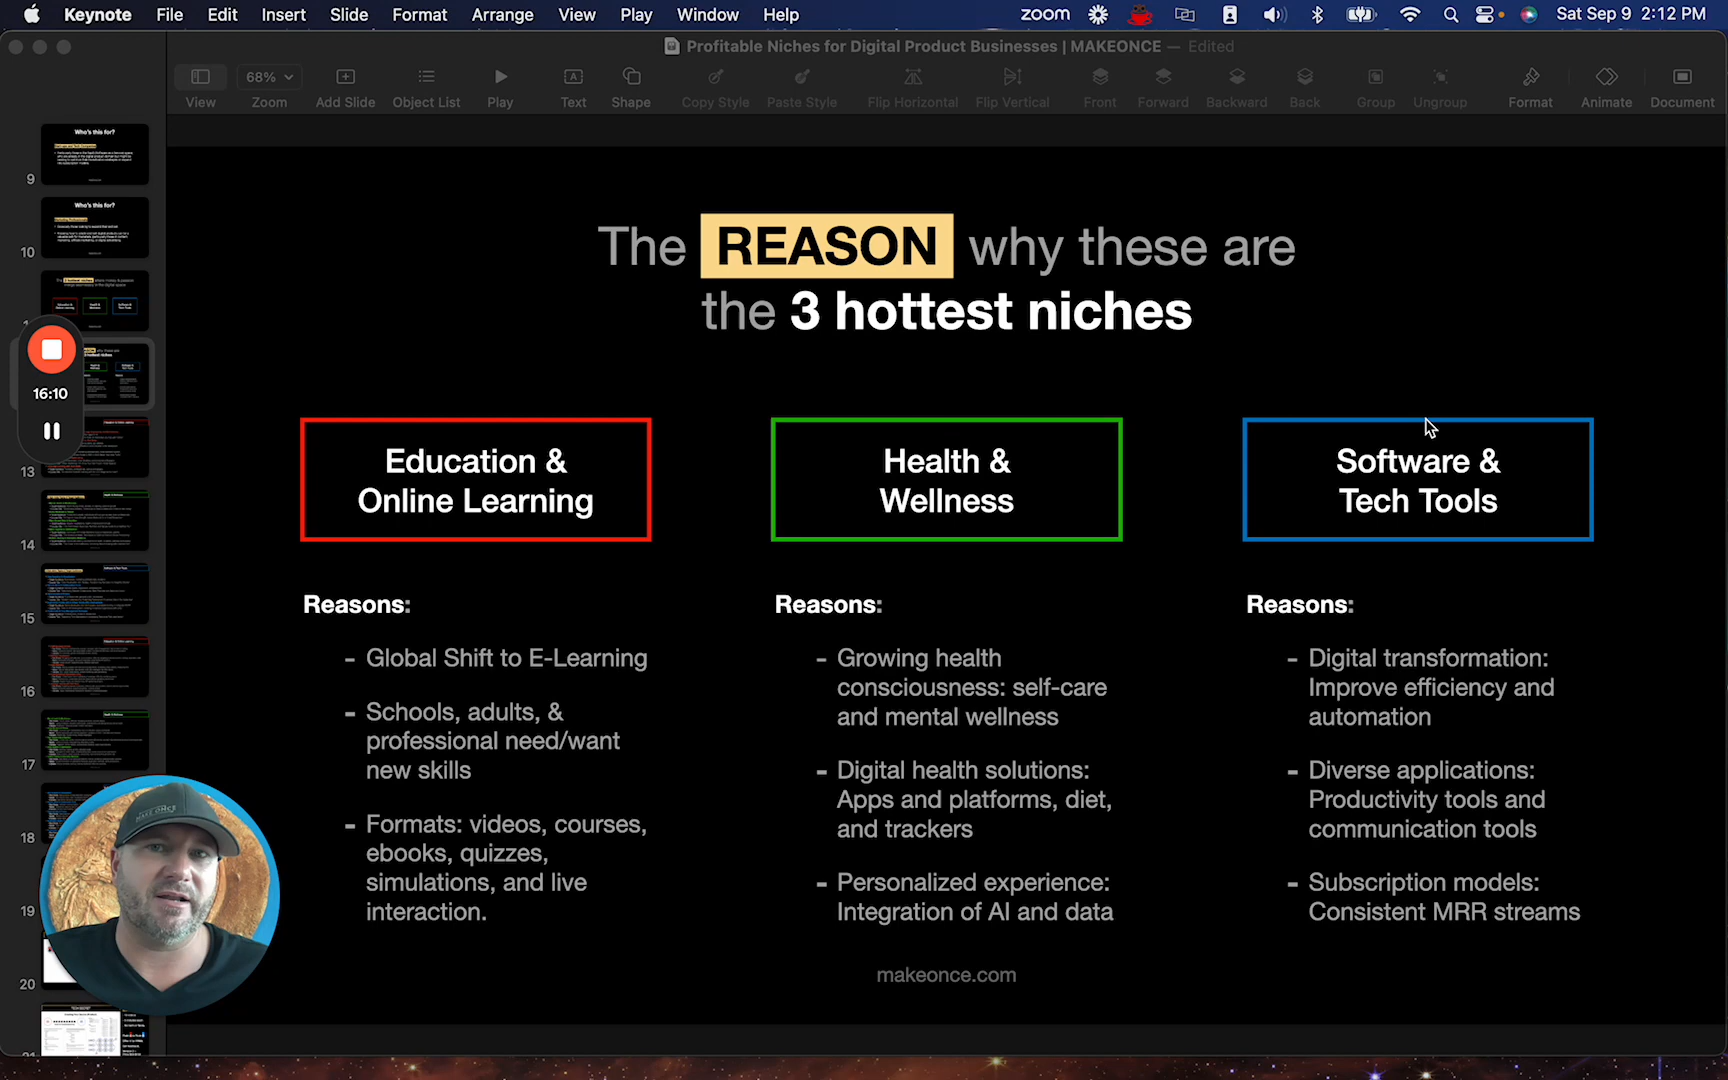 Keynote File Edit Insert Slide Format Arrange View Play Window Help
zoom Sat Sep 9 2:12 PM
Profitable Niches for Digital Product Businesses | MAKEONCE — Edited
68%
View Zoom Add Slide Object List Play Text Shape Copy Style Paste Style Flip Horizontal Flip Vertical Front Forward Backward Back Group Ungroup Format Animate Document
Who's this for?
9
Who's this for?
10
16:10
13
14
15
16
17
18
19
20
The REASON why these are
the 3 hottest niches
Education &
Online Learning
Reasons:
- Global Shift to E-Learning
- Schools, adults, &
professional need/want
new skills
- Formats: videos, courses,
ebooks, quizzes,
simulations, and live
interaction.
Health &
Wellness
Reasons:
- Growing health
consciousness: self-care
and mental wellness
- Digital health solutions:
Apps and platforms, diet,
and trackers
- Personalized experience:
Integration of AI and data
Software &
Tech Tools
Reasons:
- Digital transformation:
Improve efficiency and
automation
- Diverse applications:
Productivity tools and
communication tools
- Subscription models:
Consistent MRR streams
makeonce.com